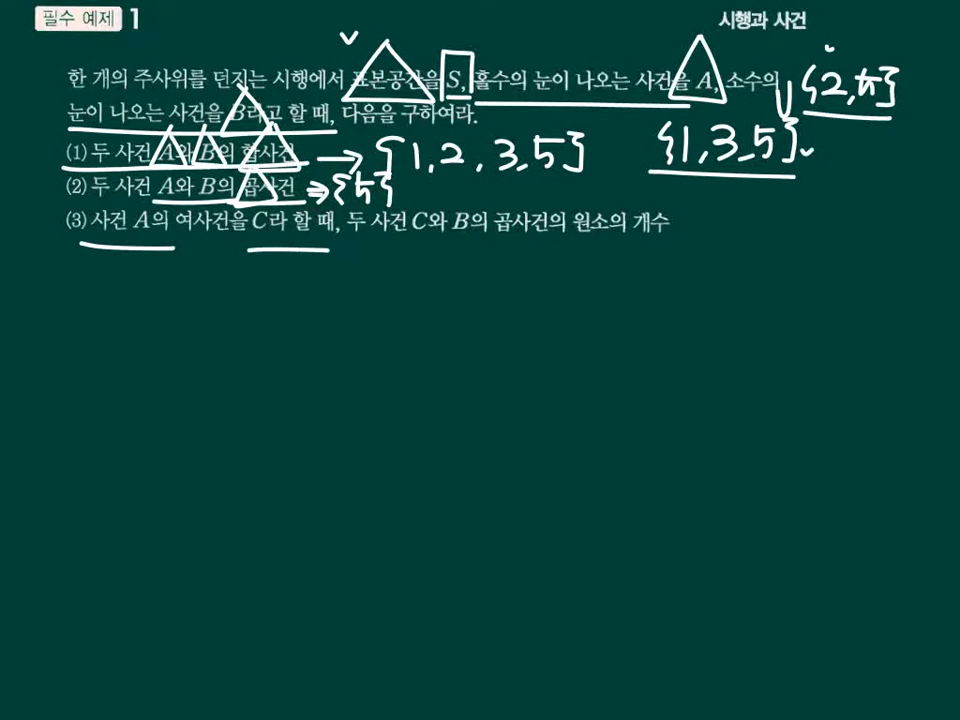 필수 예제 1
시행과 사건
한 개의 주사위를 던지는 시행에서 표본공간을 S, 홀수의 눈이 나오는 사건을 A, 소수의
{2, 5}
눈이 나오는 사건을 B라고 할 때, 다음을 구하여라.
{1, 3, 5}
(1) 두 사건 A와 B의 합사건 → {1, 2, 3, 5}
(2) 두 사건 A와 B의 곱사건 ⇒ {5}
(3) 사건 A의 여사건을 C라 할 때, 두 사건 C와 B의 곱사건의 원소의 개수